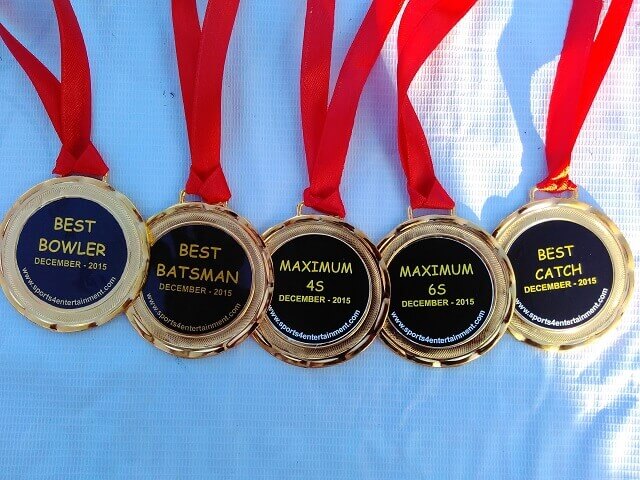 BEST
BOWLER
DECEMBER - 2015
www.sports4entertainment.com
BEST
BATSMAN
DECEMBER - 2015
www.sports4entertainment.com
MAXIMUM
4S
DECEMBER - 2015
www.sports4entertainment.com
MAXIMUM
6S
DECEMBER - 2015
www.sports4entertainment.com
BEST
CATCH
DECEMBER - 2015
www.sports4entertainment.com